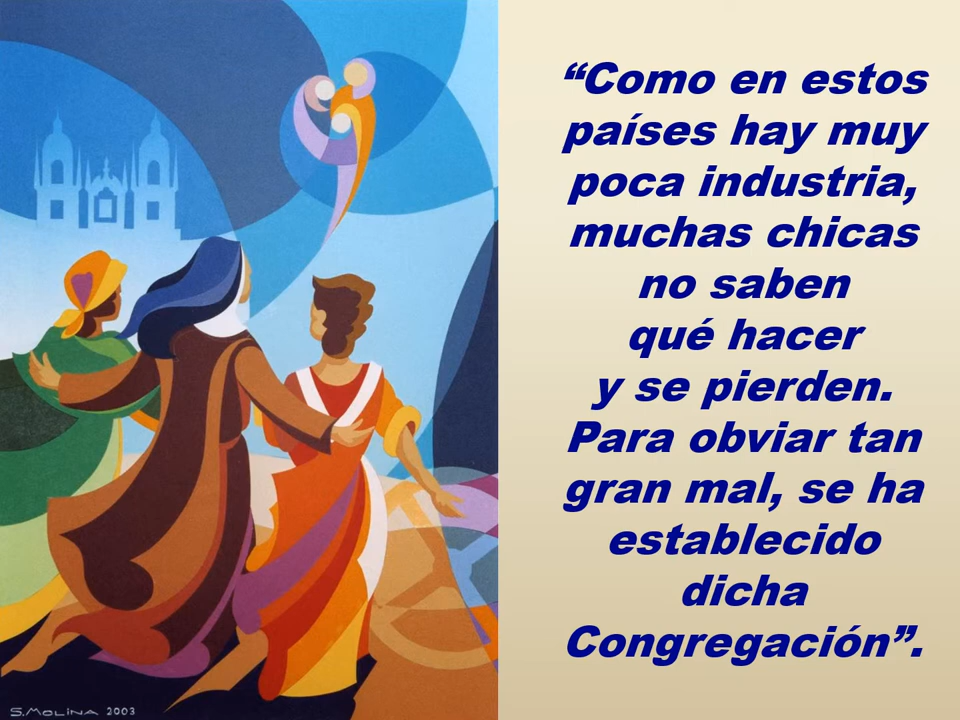 “Como en estos
países hay muy
poca industria,
muchas chicas
no saben
qué hacer
y se pierden.
Para obviar tan
gran mal, se ha
establecido
dicha
Congregación”.
S. MOLINA 2003